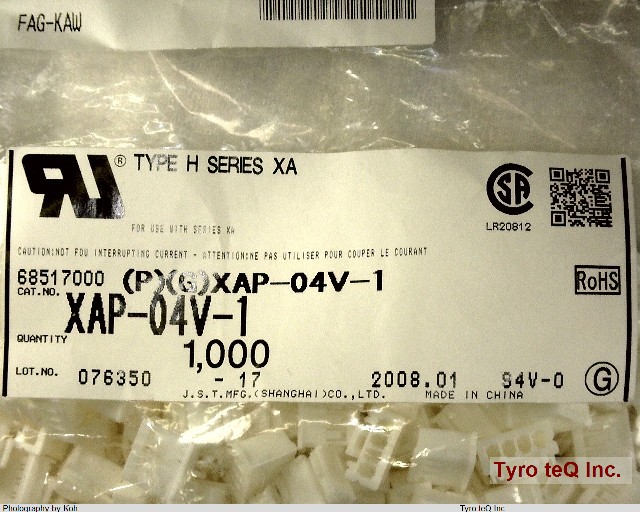 FAG-KAW
® TYPE H SERIES XA
LR20812
FOR USE WITH SERIES XA
CAUTION:NOT FOU INTERRUPTING CURRENT - ATTENTION:NE PAS UTILISER POUR COUPER LE COURANT
68517000 (P)(G)XAP-04V-1
RoHS
CAT.NO. XAP-04V-1
QUANTITY 1,000
LOT.NO. 076350 - 17 2008.01 94V-0 G
J.S.T.MFG.(SHANGHAI)CO.,LTD. MADE IN CHINA
Tyro teQ Inc.
Photography by Koh Tyro teQ Inc